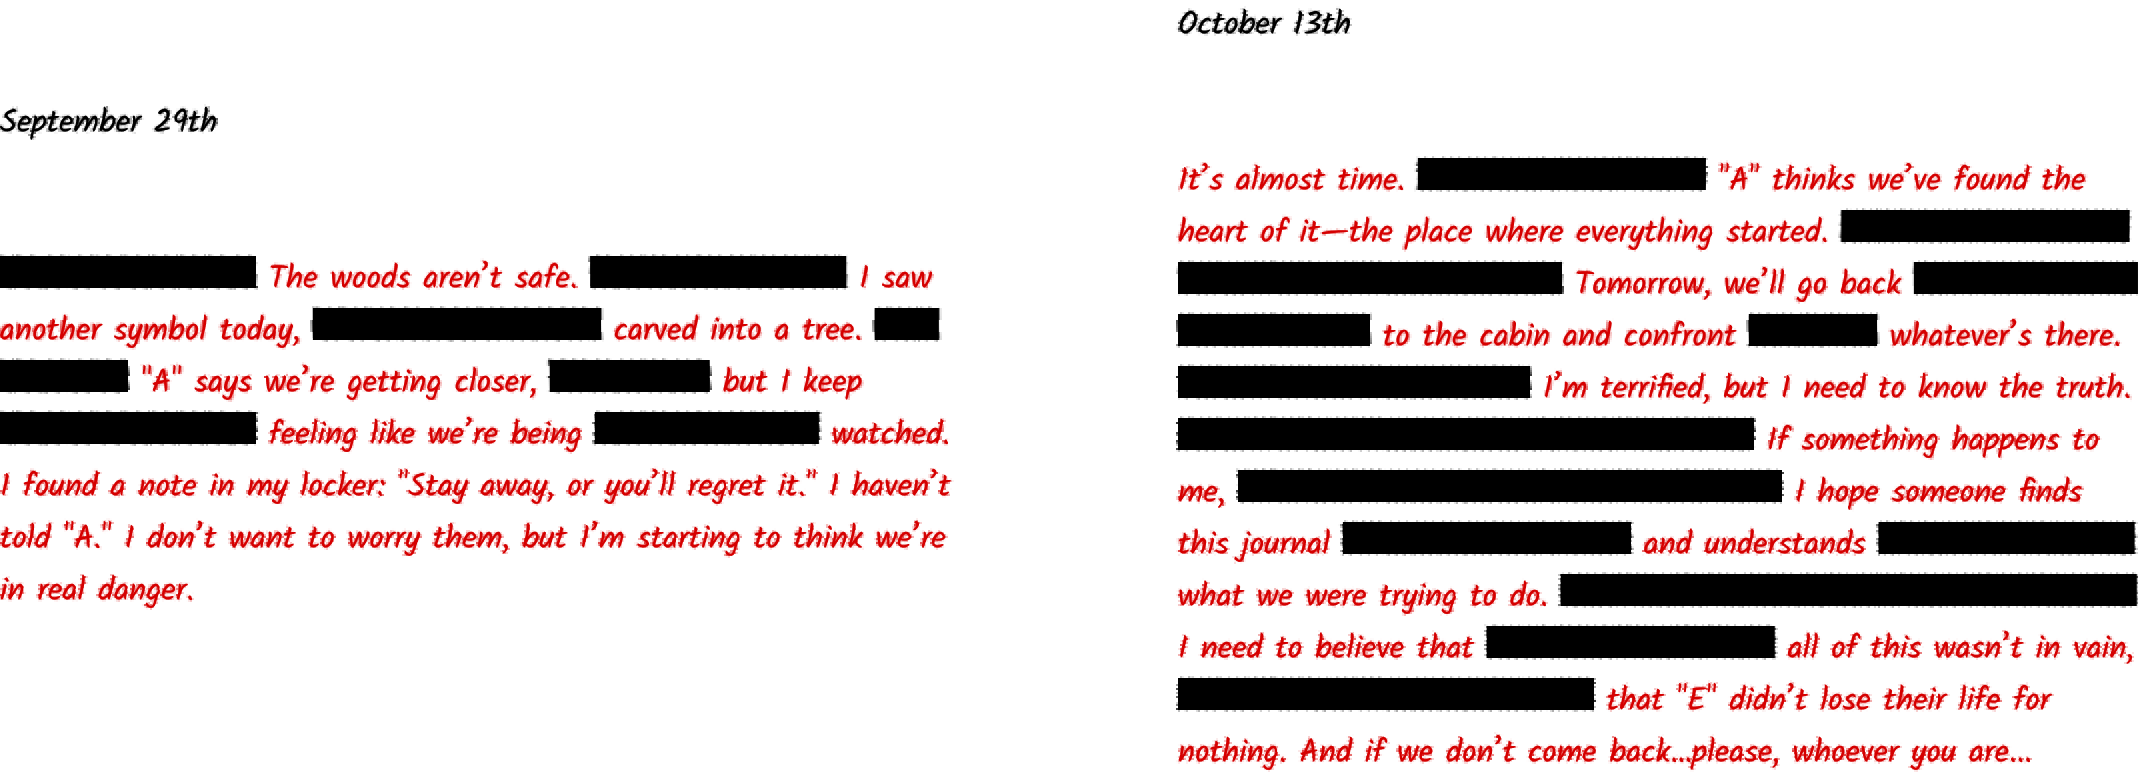 September 29th
The woods aren't safe. I saw
another symbol today, carved into a tree.
"A" says we're getting closer, but I keep
feeling like we're being watched.
I found a note in my locker: "Stay away, or you'll regret it." I haven't
told "A." I don't want to worry them, but I'm starting to think we're
in real danger.
October 13th
It's almost time. "A" thinks we've found the
heart of it—the place where everything started.
Tomorrow, we'll go back
to the cabin and confront whatever's there.
I'm terrified, but I need to know the truth.
If something happens to
me, I hope someone finds
this journal and understands
what we were trying to do.
I need to believe that all of this wasn't in vain,
that "E" didn't lose their life for
nothing. And if we don't come back...please, whoever you are...